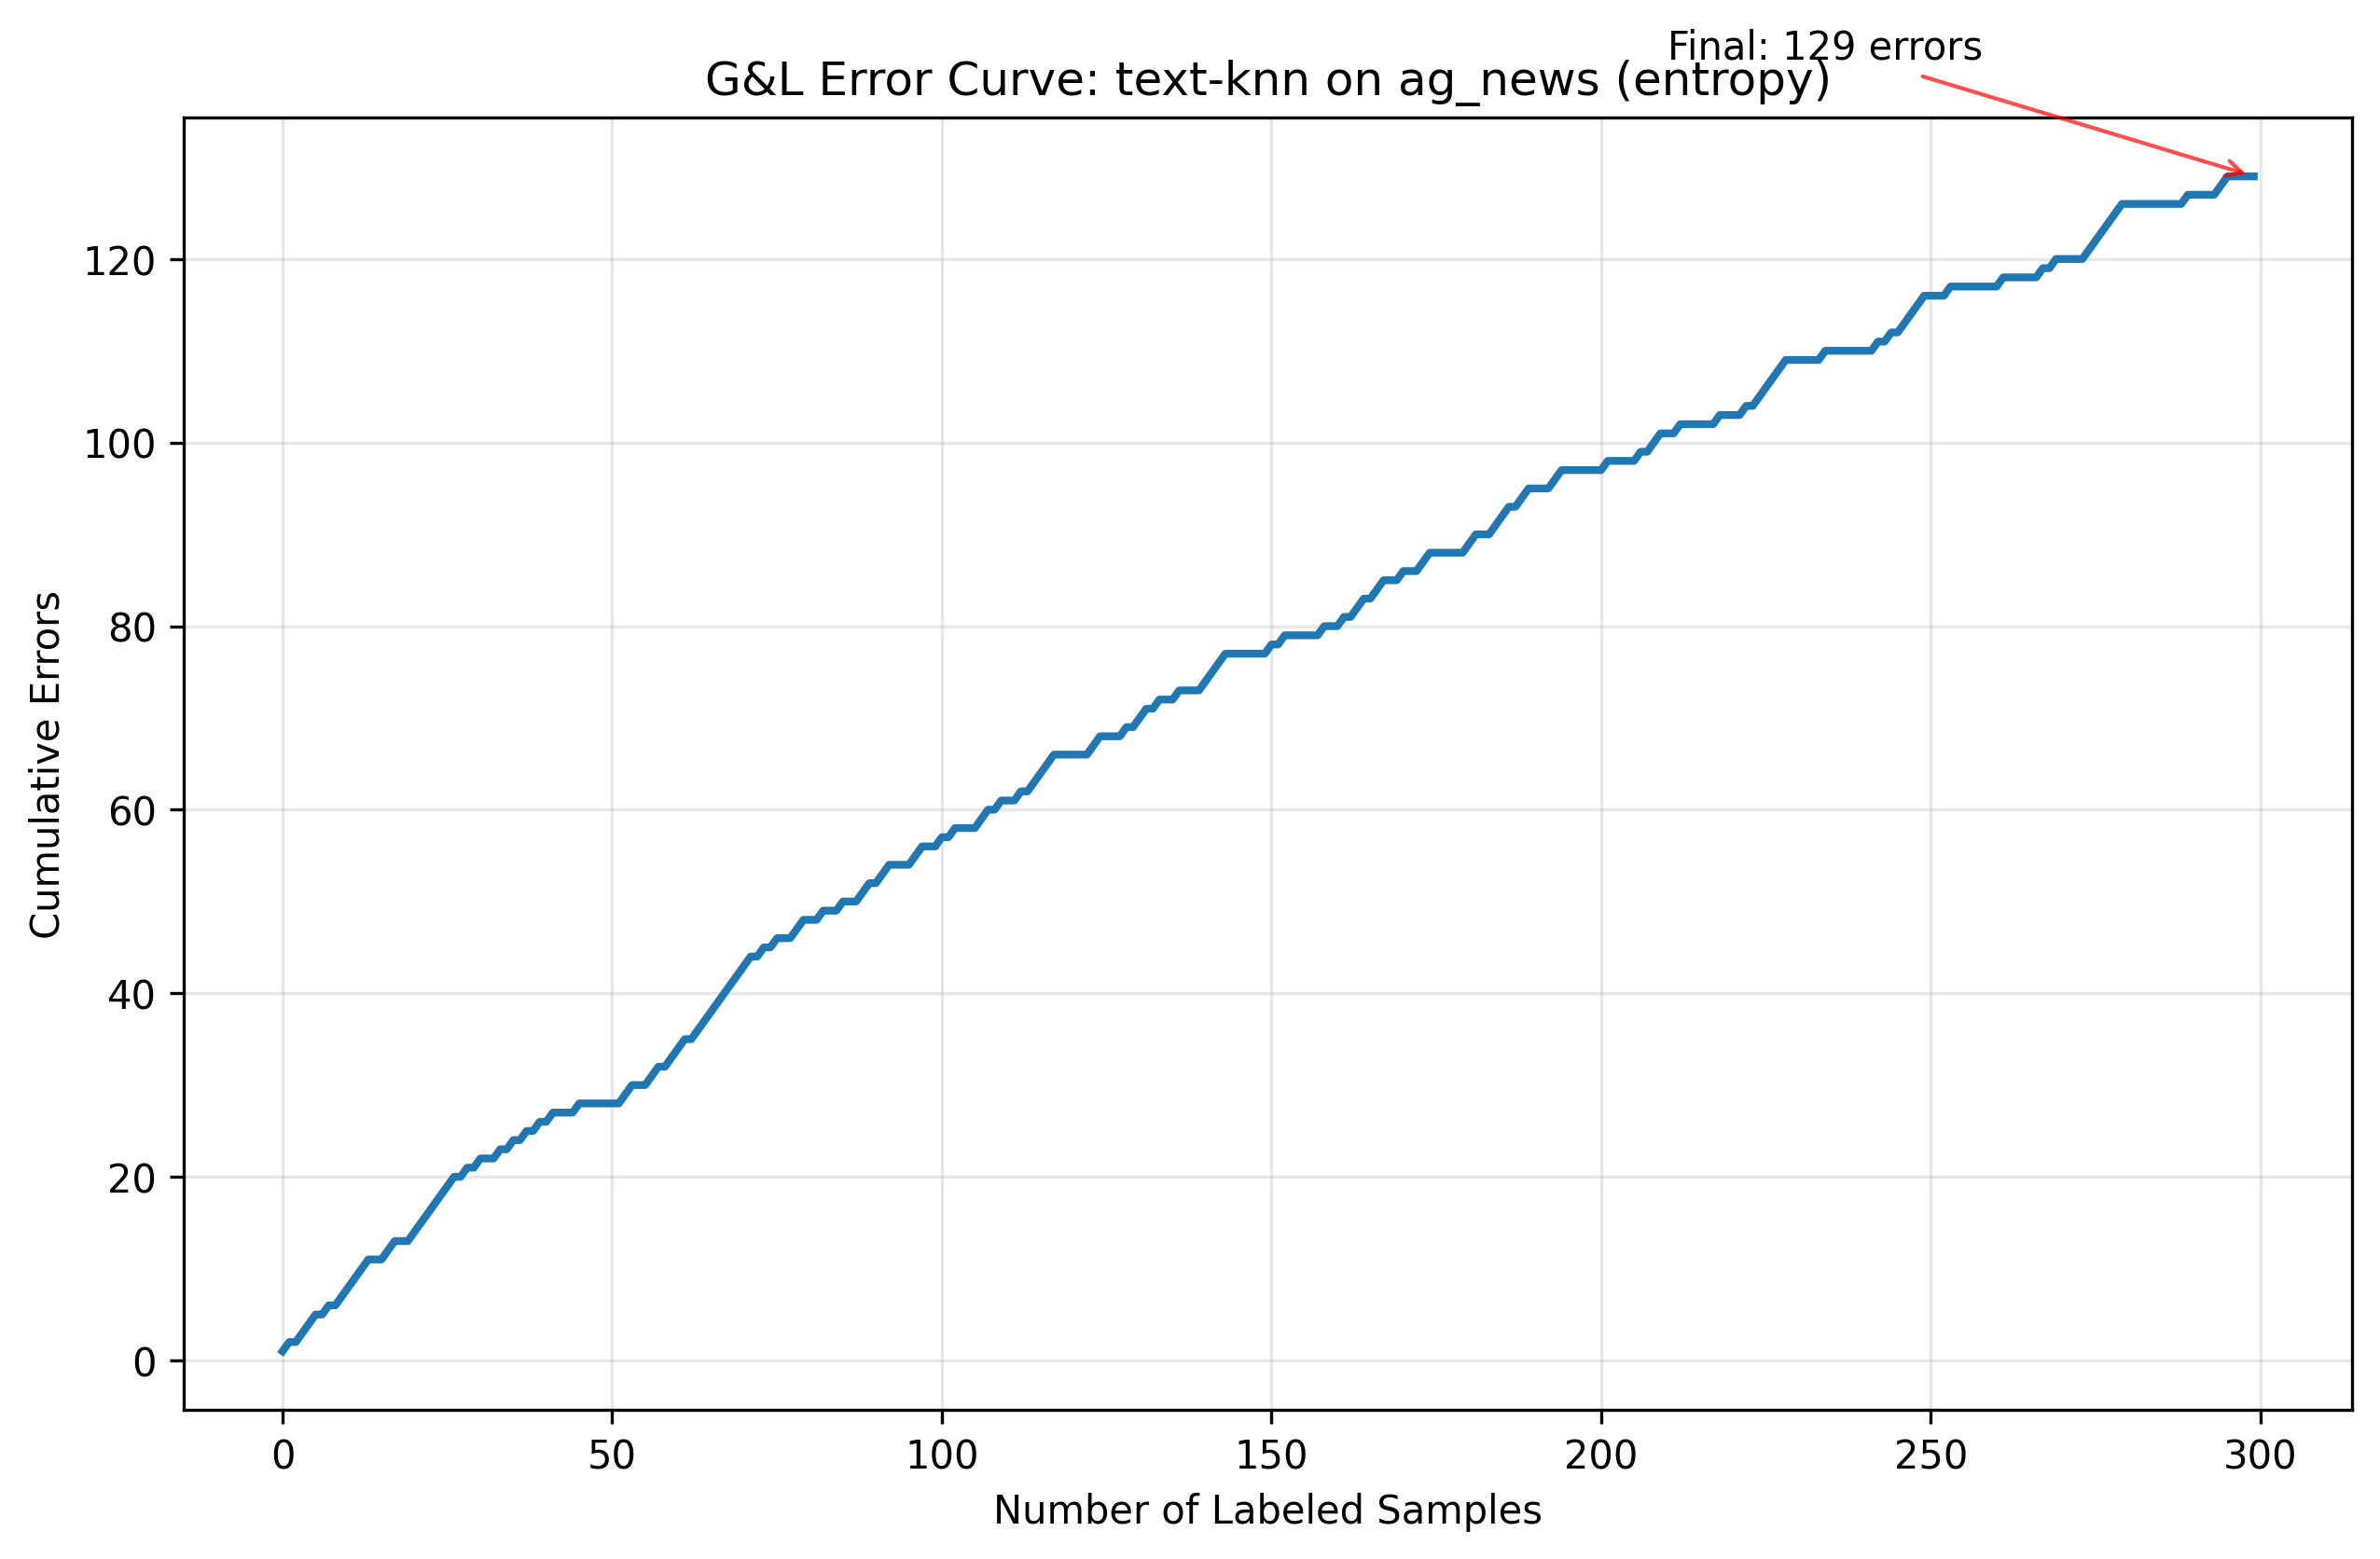 Final: 129 errors
G&L Error Curve: text-knn on ag_news (entropy)
Cumulative Errors
120
100
80
60
40
20
0
0 50 100 150 200 250 300
Number of Labeled Samples